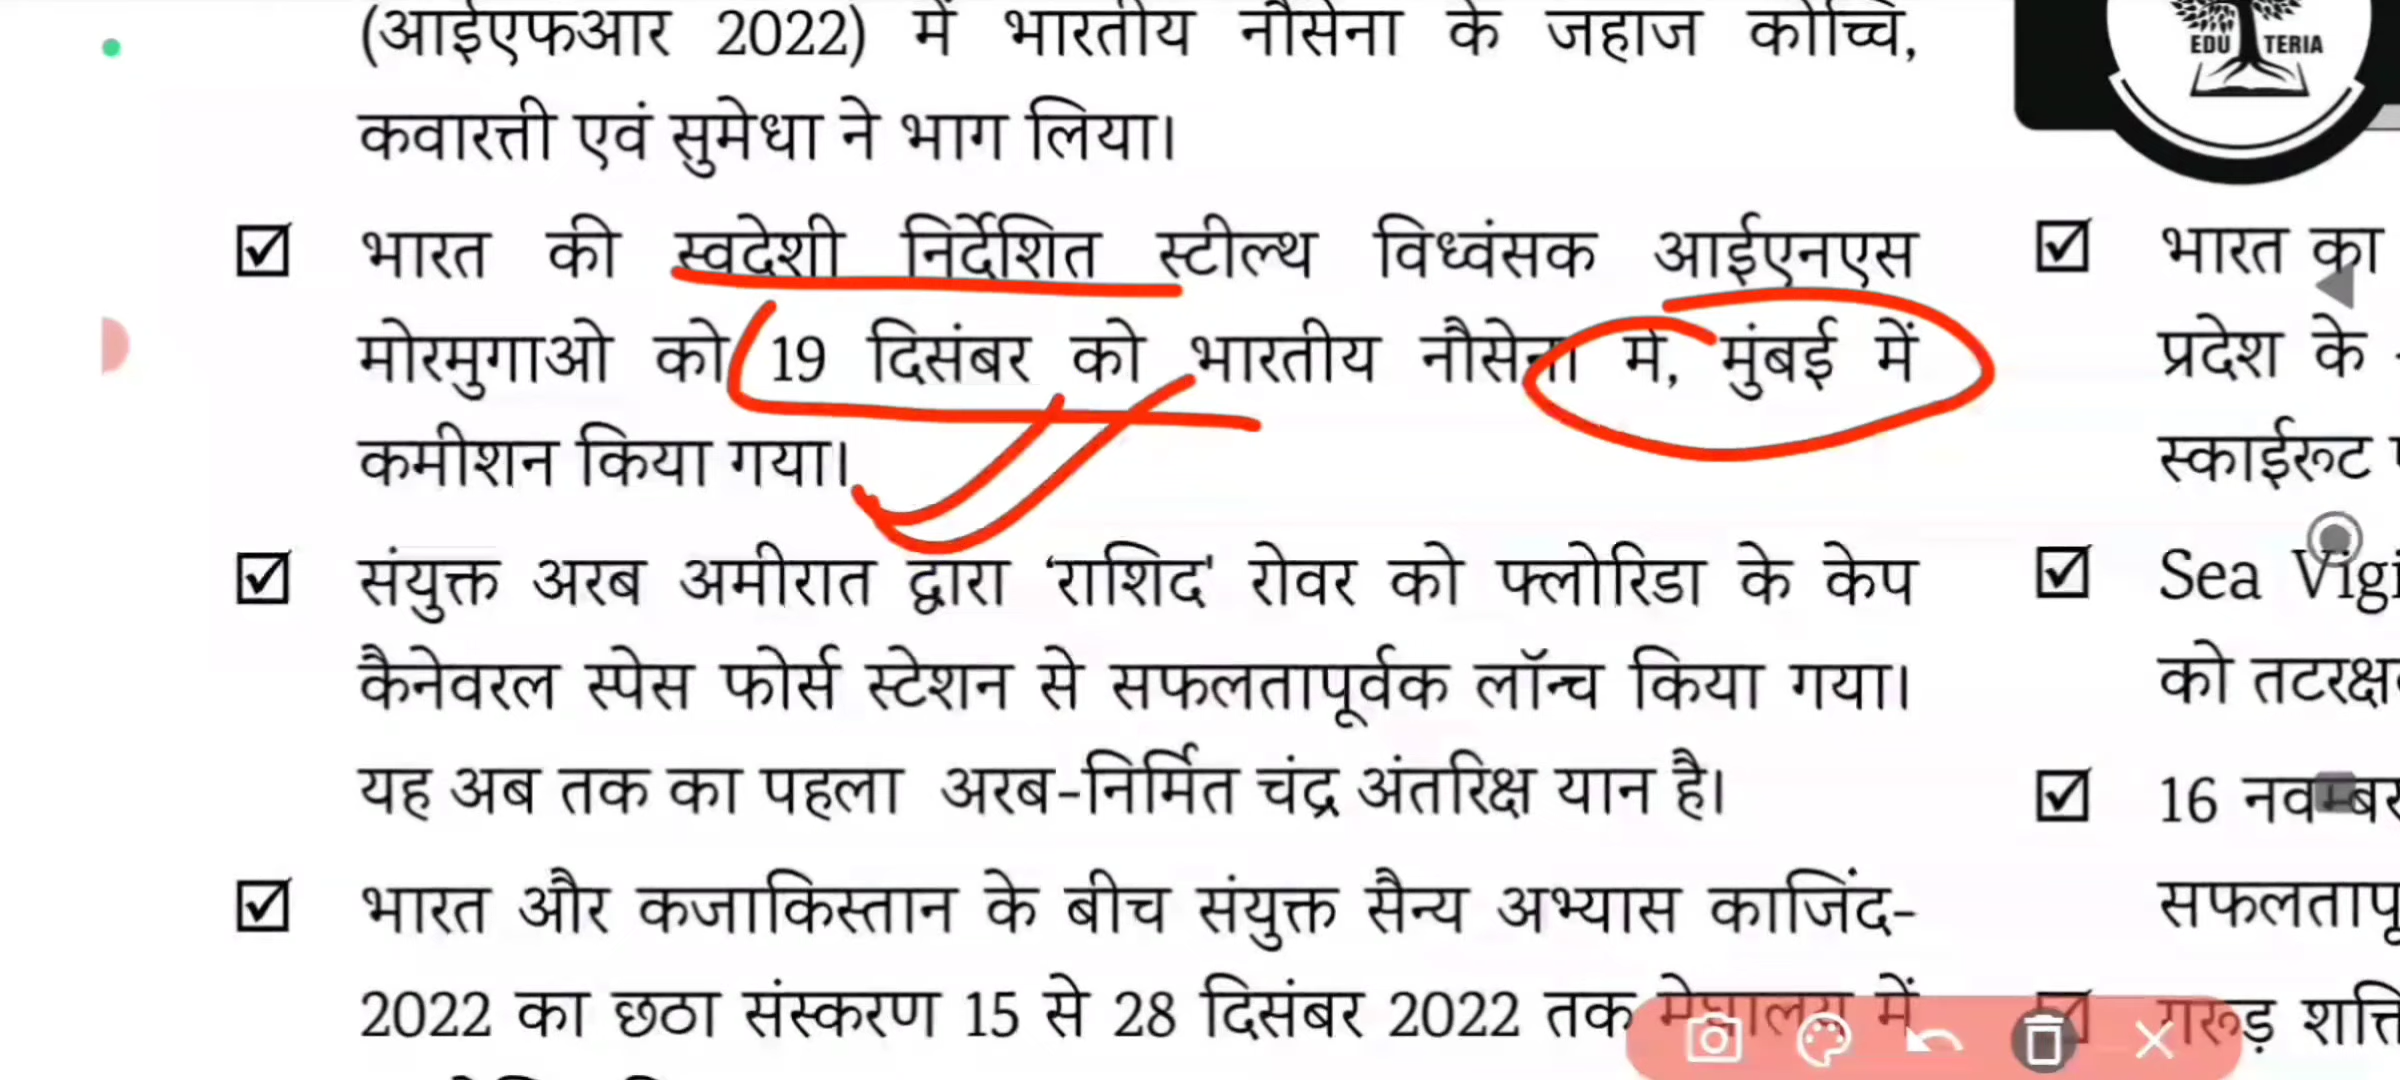 (आईएफआर 2022) में भारतीय नौसेना के जहाज कोच्चि,
कवारत्ती एवं सुमेधा ने भाग लिया।
भारत की स्वदेशी निर्देशित स्टील्थ विध्वंसक आईएनएस
मोरमुगाओ को 19 दिसंबर को भारतीय नौसेना में, मुंबई में
कमीशन किया गया।
संयुक्त अरब अमीरात द्वारा ‘राशिद' रोवर को फ्लोरिडा के केप
कैनेवरल स्पेस फोर्स स्टेशन से सफलतापूर्वक लॉन्च किया गया।
यह अब तक का पहला अरब-निर्मित चंद्र अंतरिक्ष यान है।
भारत और कजाकिस्तान के बीच संयुक्त सैन्य अभ्यास काजिंद-
2022 का छठा संस्करण 15 से 28 दिसंबर 2022 तक मेघालय में
EDU TERIA
भारत का
प्रदेश के
स्काईरूट
Sea
को
16
गरूड़